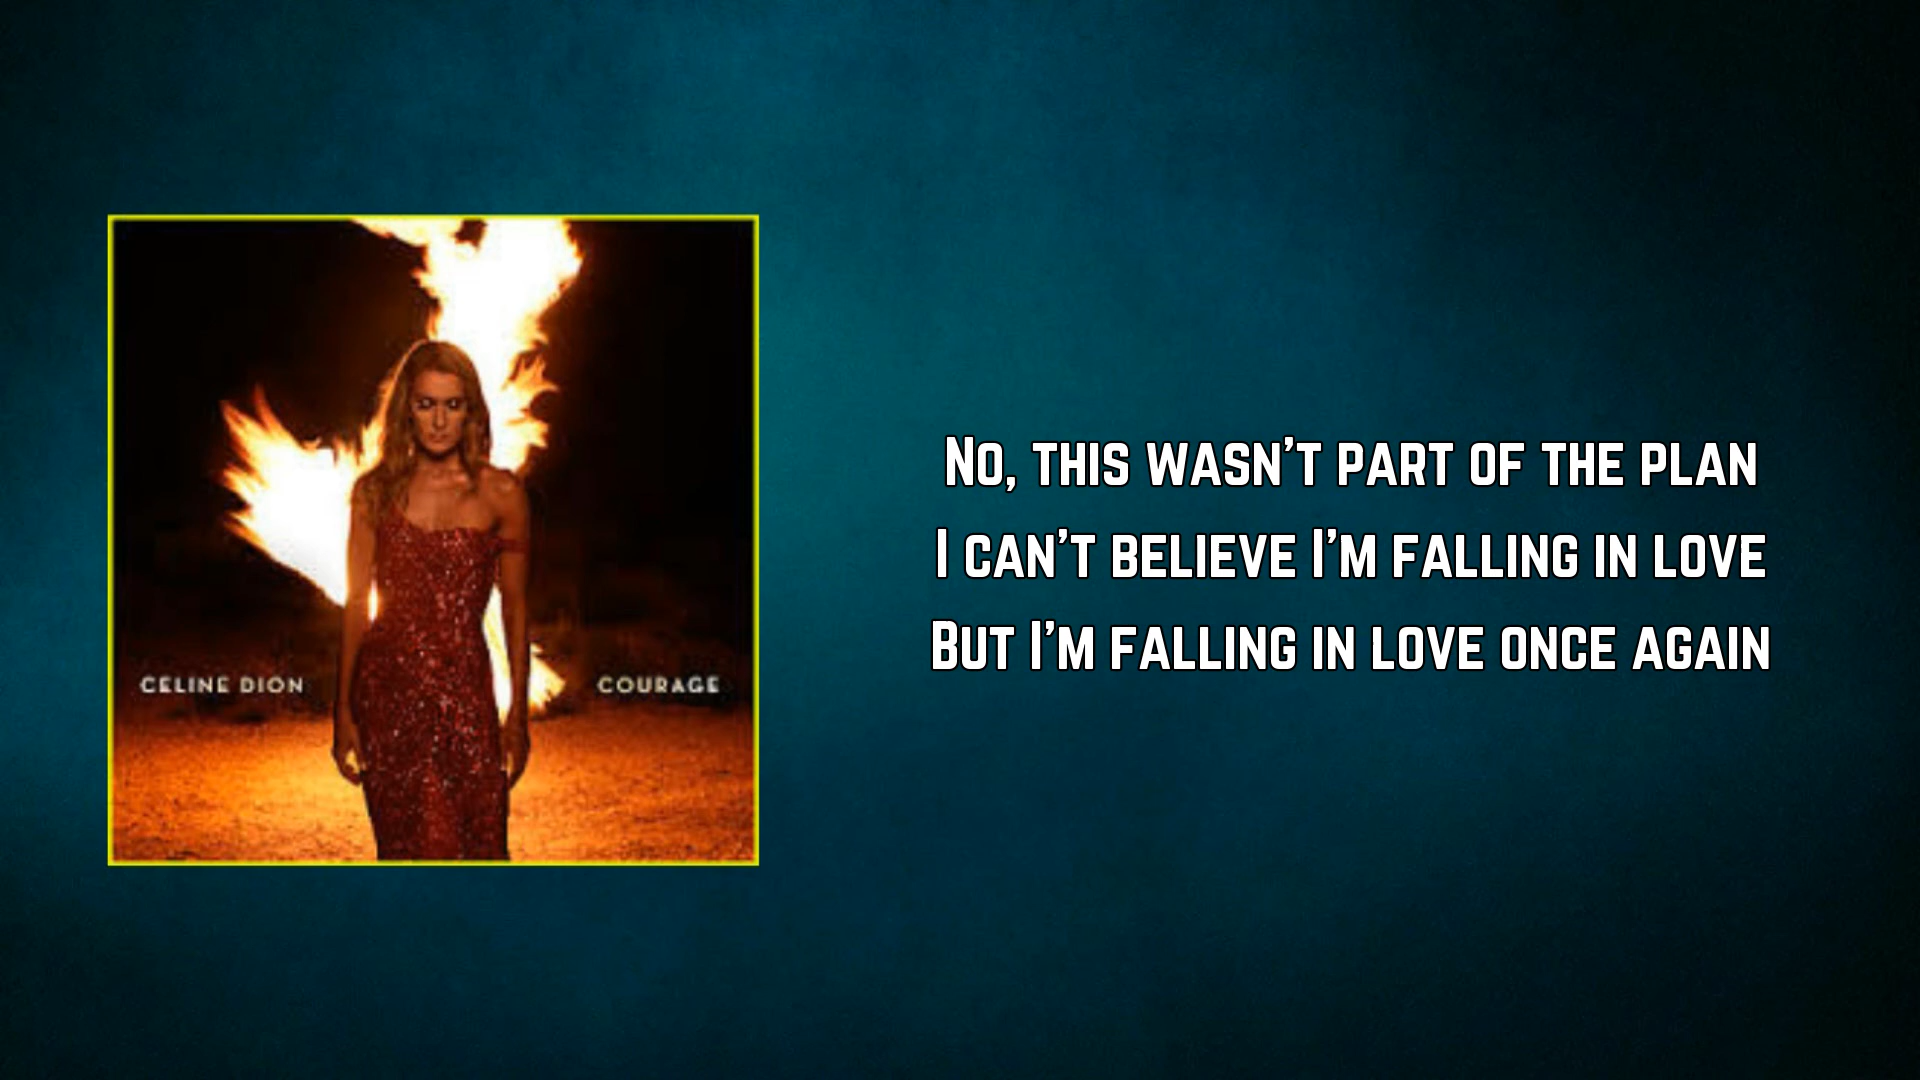 CELINE DION
COURAGE
No, this wasn't part of the plan
I can't believe I'm falling in love
But I'm falling in love once again